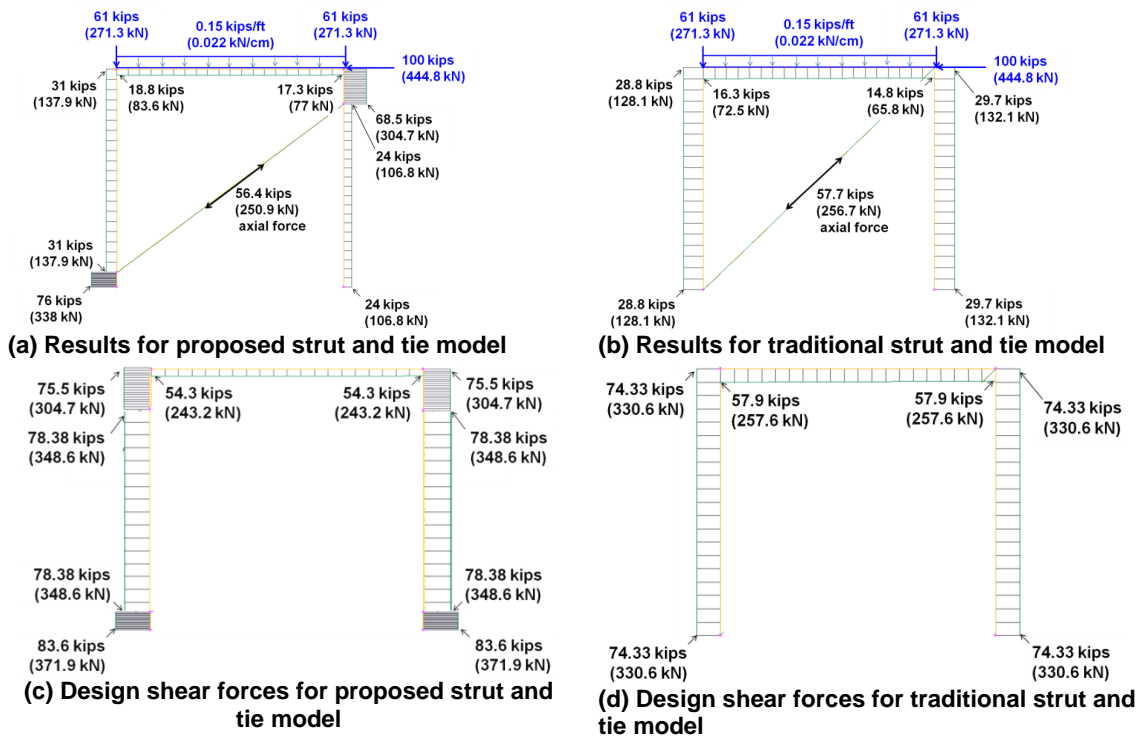 61 kips
(271.3 kN)
0.15 kips/ft
(0.022 kN/cm)
61 kips
(271.3 kN)
100 kips
(444.8 kN)
31 kips
(137.9 kN)
18.8 kips
(83.6 kN)
17.3 kips
(77 kN)
68.5 kips
(304.7 kN)
24 kips
(106.8 kN)
56.4 kips
(250.9 kN)
axial force
31 kips
(137.9 kN)
76 kips
(338 kN)
24 kips
(106.8 kN)
(a) Results for proposed strut and tie model
61 kips
(271.3 kN)
0.15 kips/ft
(0.022 kN/cm)
61 kips
(271.3 kN)
100 kips
(444.8 kN)
28.8 kips
(128.1 kN)
16.3 kips
(72.5 kN)
14.8 kips
(65.8 kN)
29.7 kips
(132.1 kN)
57.7 kips
(256.7 kN)
axial force
28.8 kips
(128.1 kN)
29.7 kips
(132.1 kN)
(b) Results for traditional strut and tie model
75.5 kips
(304.7 kN)
54.3 kips
(243.2 kN)
54.3 kips
(243.2 kN)
75.5 kips
(304.7 kN)
78.38 kips
(348.6 kN)
78.38 kips
(348.6 kN)
78.38 kips
(348.6 kN)
78.38 kips
(348.6 kN)
83.6 kips
(371.9 kN)
83.6 kips
(371.9 kN)
(c) Design shear forces for proposed strut and
tie model
74.33 kips
(330.6 kN)
57.9 kips
(257.6 kN)
57.9 kips
(257.6 kN)
74.33 kips
(330.6 kN)
74.33 kips
(330.6 kN)
74.33 kips
(330.6 kN)
(d) Design shear forces for traditional strut and
tie model